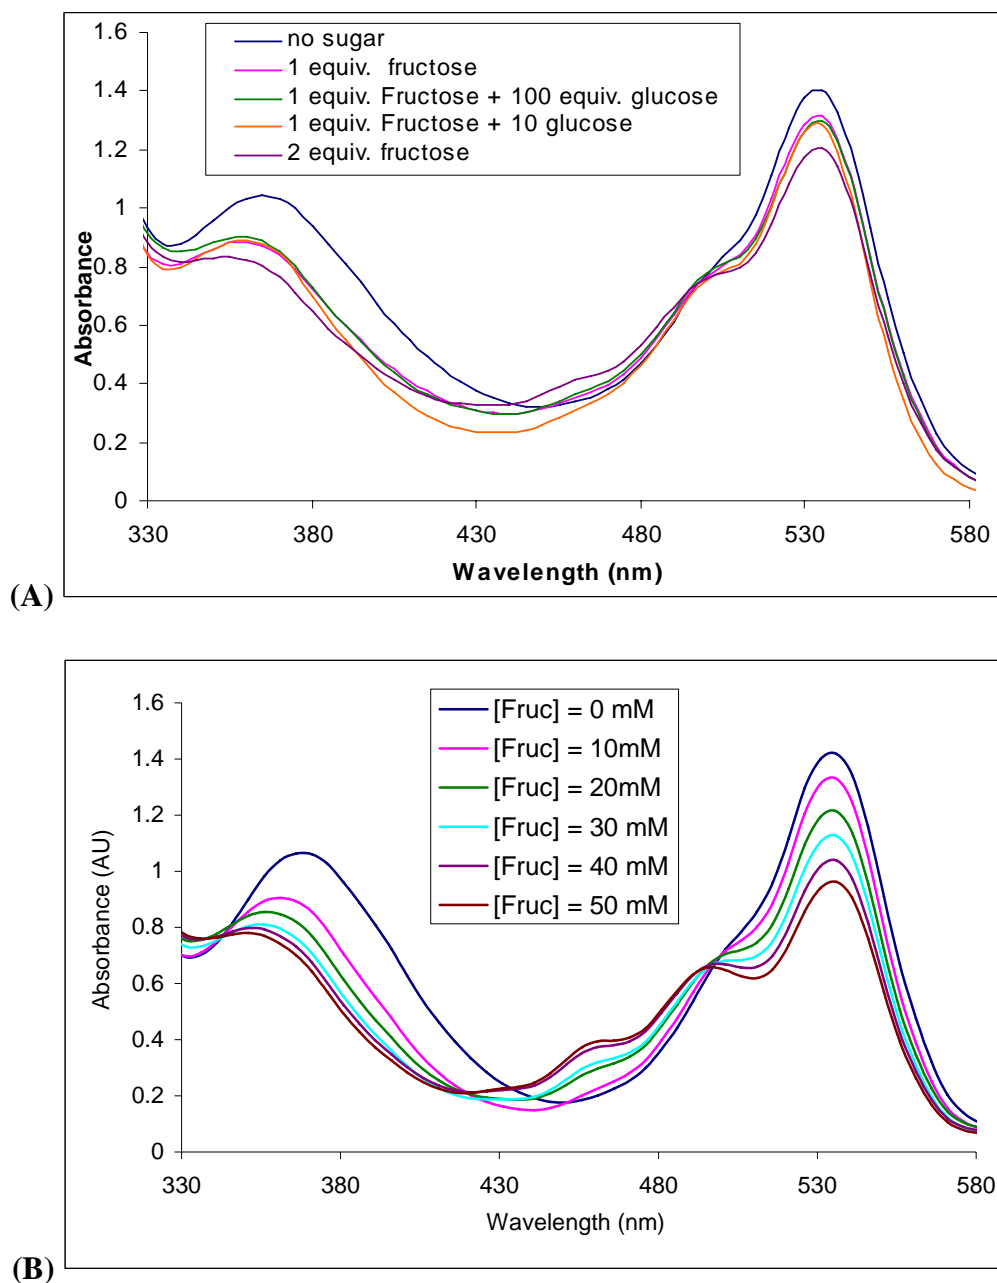 1.6
1.4
1.2
1
0.8
0.6
0.4
0.2
0
Absorbance
no sugar
1 equiv. fructose
1 equiv. Fructose + 100 equiv. glucose
1 equiv. Fructose + 10 glucose
2 equiv. fructose
330 380 430 480 530 580
Wavelength (nm)
(A)
1.6
1.4
1.2
1
0.8
0.6
0.4
0.2
0
Absorbance (AU)
[Fruc] = 0 mM
[Fruc] = 10mM
[Fruc] = 20mM
[Fruc] = 30 mM
[Fruc] = 40 mM
[Fruc] = 50 mM
330 380 430 480 530 580
Wavelength (nm)
(B)